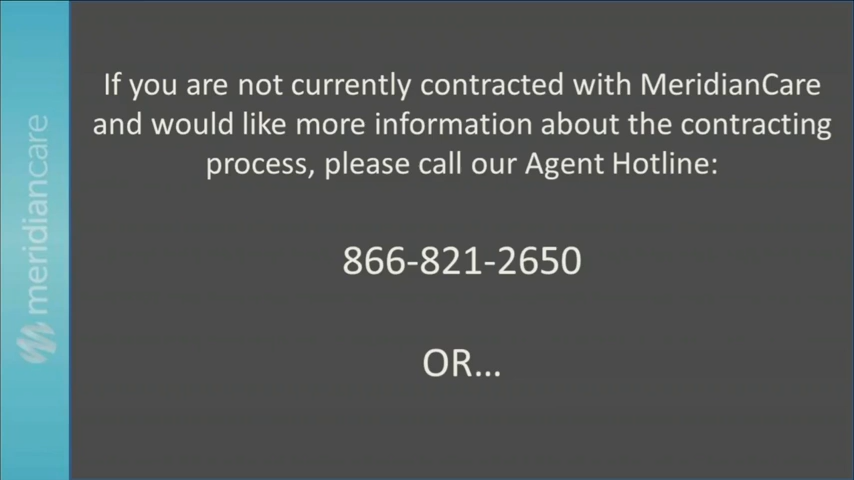 If you are not currently contracted with MeridianCare
and would like more information about the contracting
process, please call our Agent Hotline:
866-821-2650
OR...
meridiancare